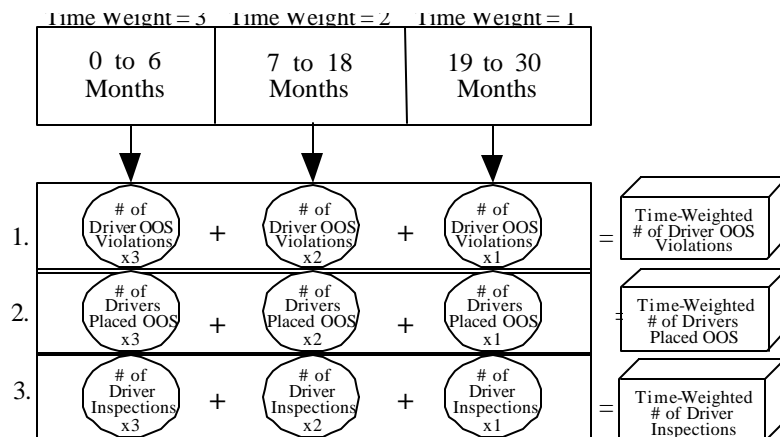 Time Weight = 3 Time Weight = 2 Time Weight = 1
0 to 6
Months
7 to 18
Months
19 to 30
Months
1.
# of
Driver OOS
Violations
x3
+
# of
Driver OOS
Violations
x2
+
# of
Driver OOS
Violations
x1
=
Time-Weighted
# of Driver OOS
Violations
2.
# of
Drivers
Placed OOS
x3
+
# of
Drivers
Placed OOS
x2
+
# of
Drivers
Placed OOS
x1
=
Time-Weighted
# of Drivers
Placed OOS
3.
# of
Driver
Inspections
x3
+
# of
Driver
Inspections
x2
+
# of
Driver
Inspections
x1
=
Time-Weighted
# of Driver
Inspections